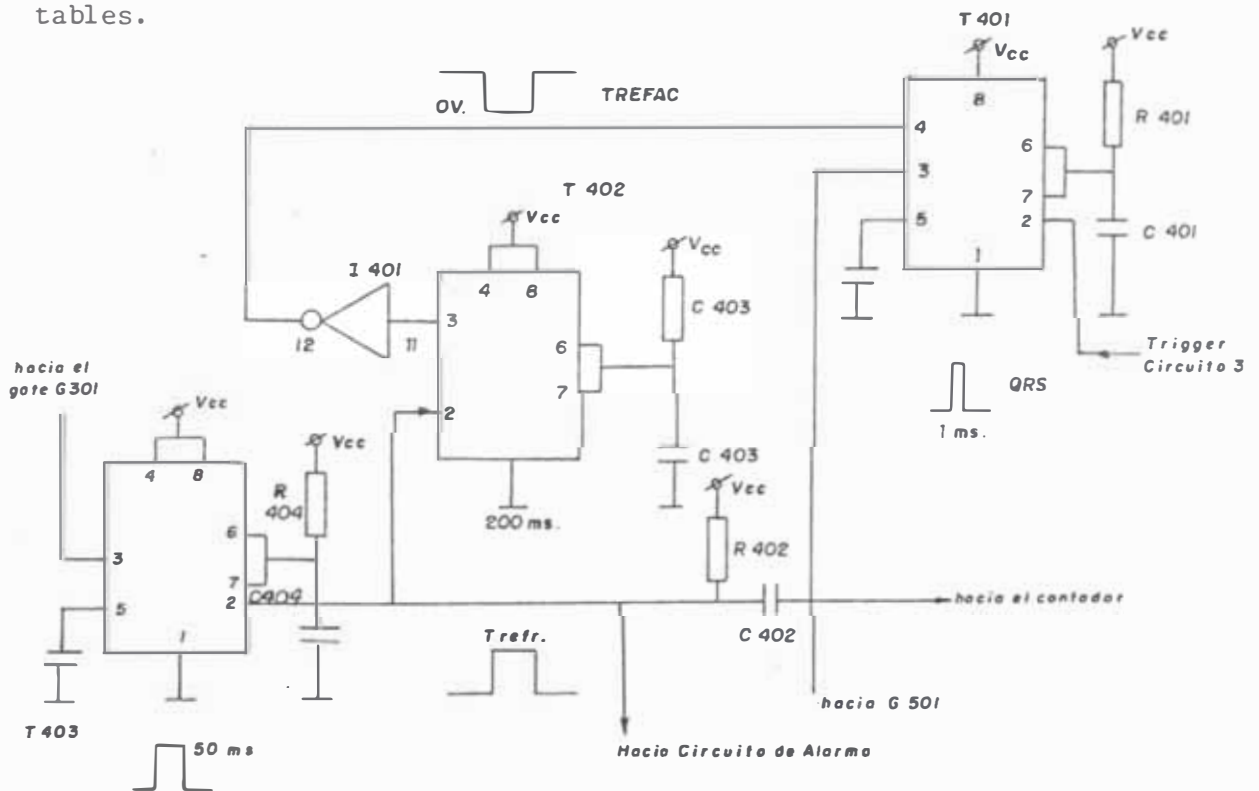 tables.
T 401
Vcc
Vcc
8
TREFAC
OV.
4
3
5
6
7
2
1
R 401
C 401
T 402
Vcc
Vcc
I 401
4 8
C 403
3
12
11
6
7
2
Trigger
Circuito 3
hacia el
gate G301
QRS
1 ms.
Vcc
Vcc
4 8
C 403
Vcc
R
404
200 ms.
6
R 402
3
7
5
C404
2
hacia el contador
1
C 402
T refr.
hacia G 501
T 403
50 ms
Hacia Circuito de Alarma